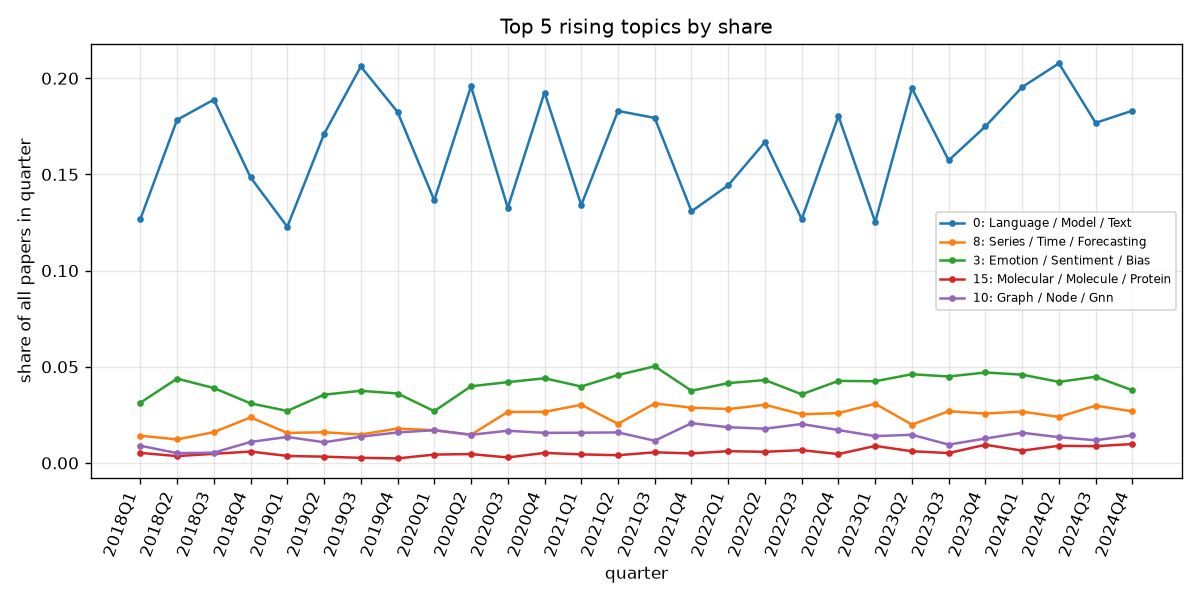 Top 5 rising topics by share
share of all papers in quarter
0.20
0.15
0.10
0.05
0.00
0: Language / Model / Text
8: Series / Time / Forecasting
3: Emotion / Sentiment / Bias
15: Molecular / Molecule / Protein
10: Graph / Node / Gnn
2018Q1
2018Q2
2018Q3
2018Q4
2019Q1
2019Q2
2019Q3
2019Q4
2020Q1
2020Q2
2020Q3
2020Q4
2021Q1
2021Q2
2021Q3
2021Q4
2022Q1
2022Q2
2022Q3
2022Q4
2023Q1
2023Q2
2023Q3
2023Q4
2024Q1
2024Q2
2024Q3
2024Q4
quarter